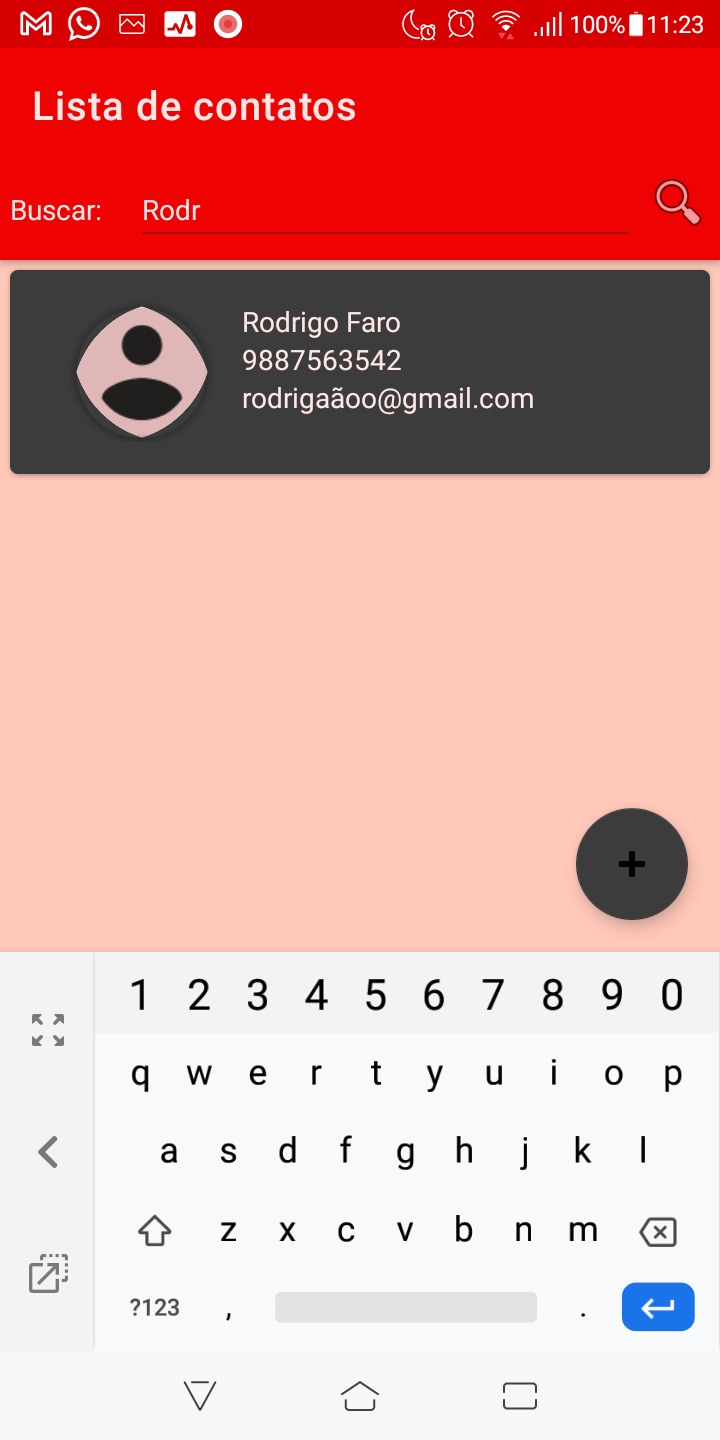 100% 11:23
Lista de contatos
Buscar: Rodr
Rodrigo Faro
9887563542
rodrigaãoo@gmail.com
1 2 3 4 5 6 7 8 9 0
q w e r t y u i o p
a s d f g h j k l
z x c v b n m
?123 , .